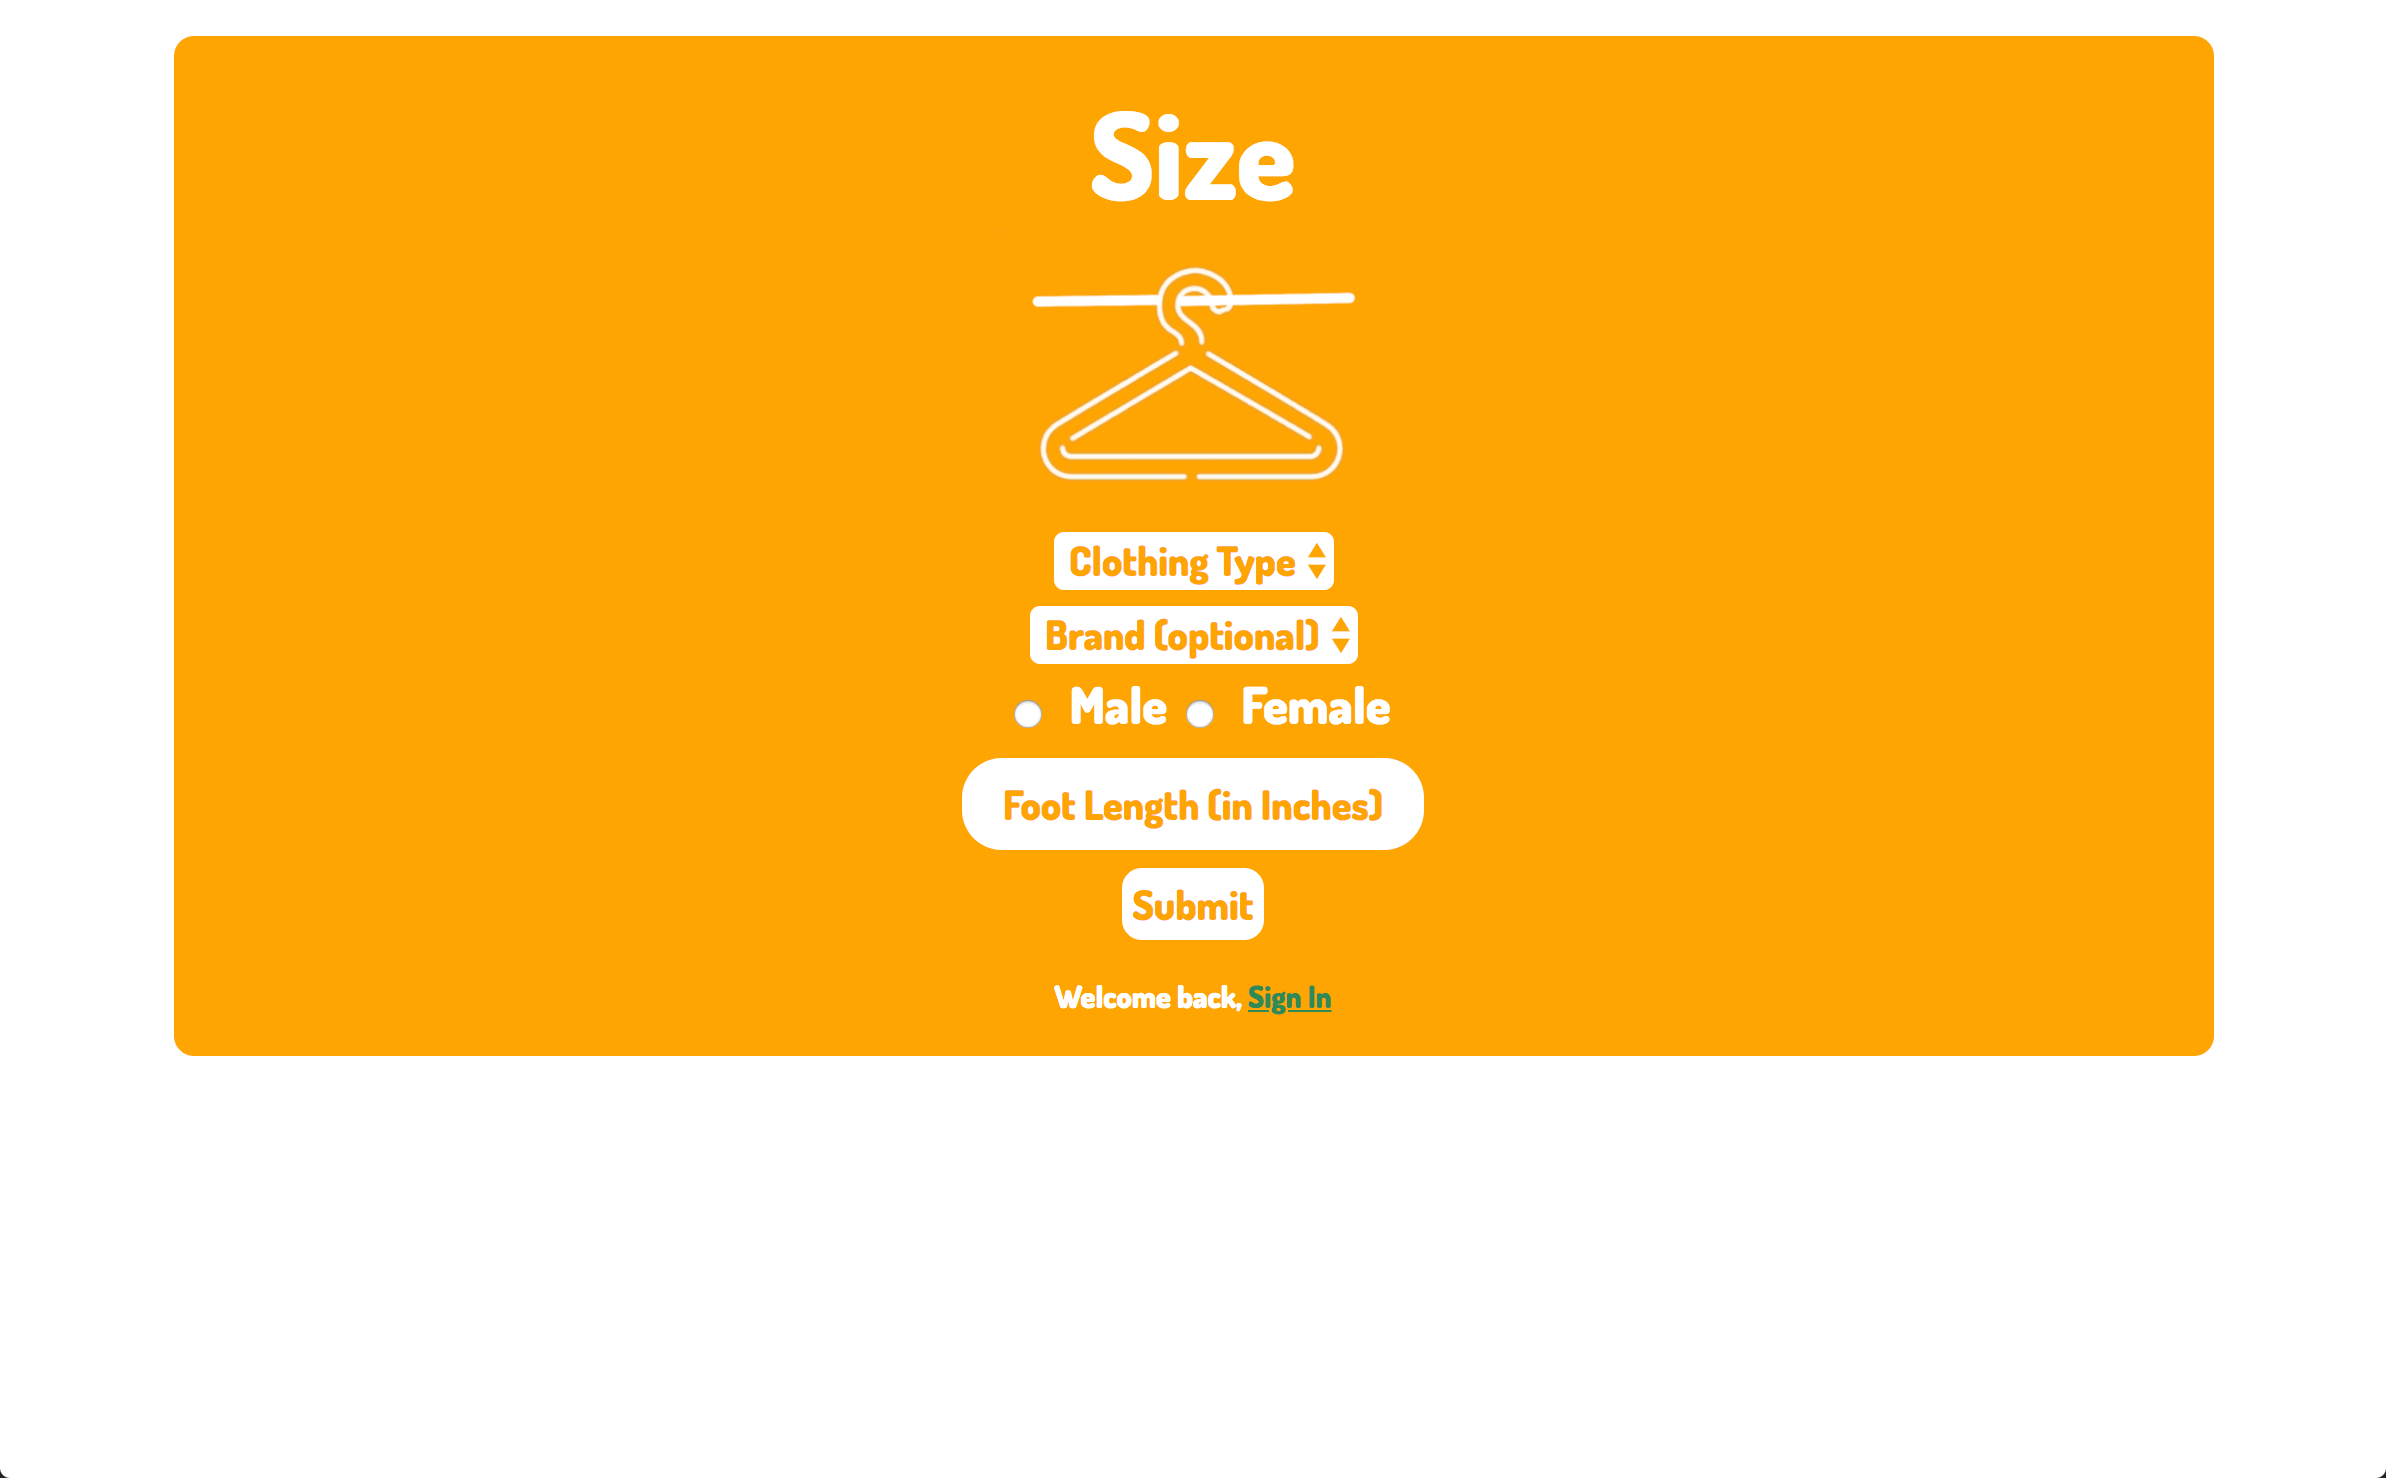 Size
Clothing Type
Brand (optional)
Male Female
Foot Length (in Inches)
Submit
Welcome back, Sign In